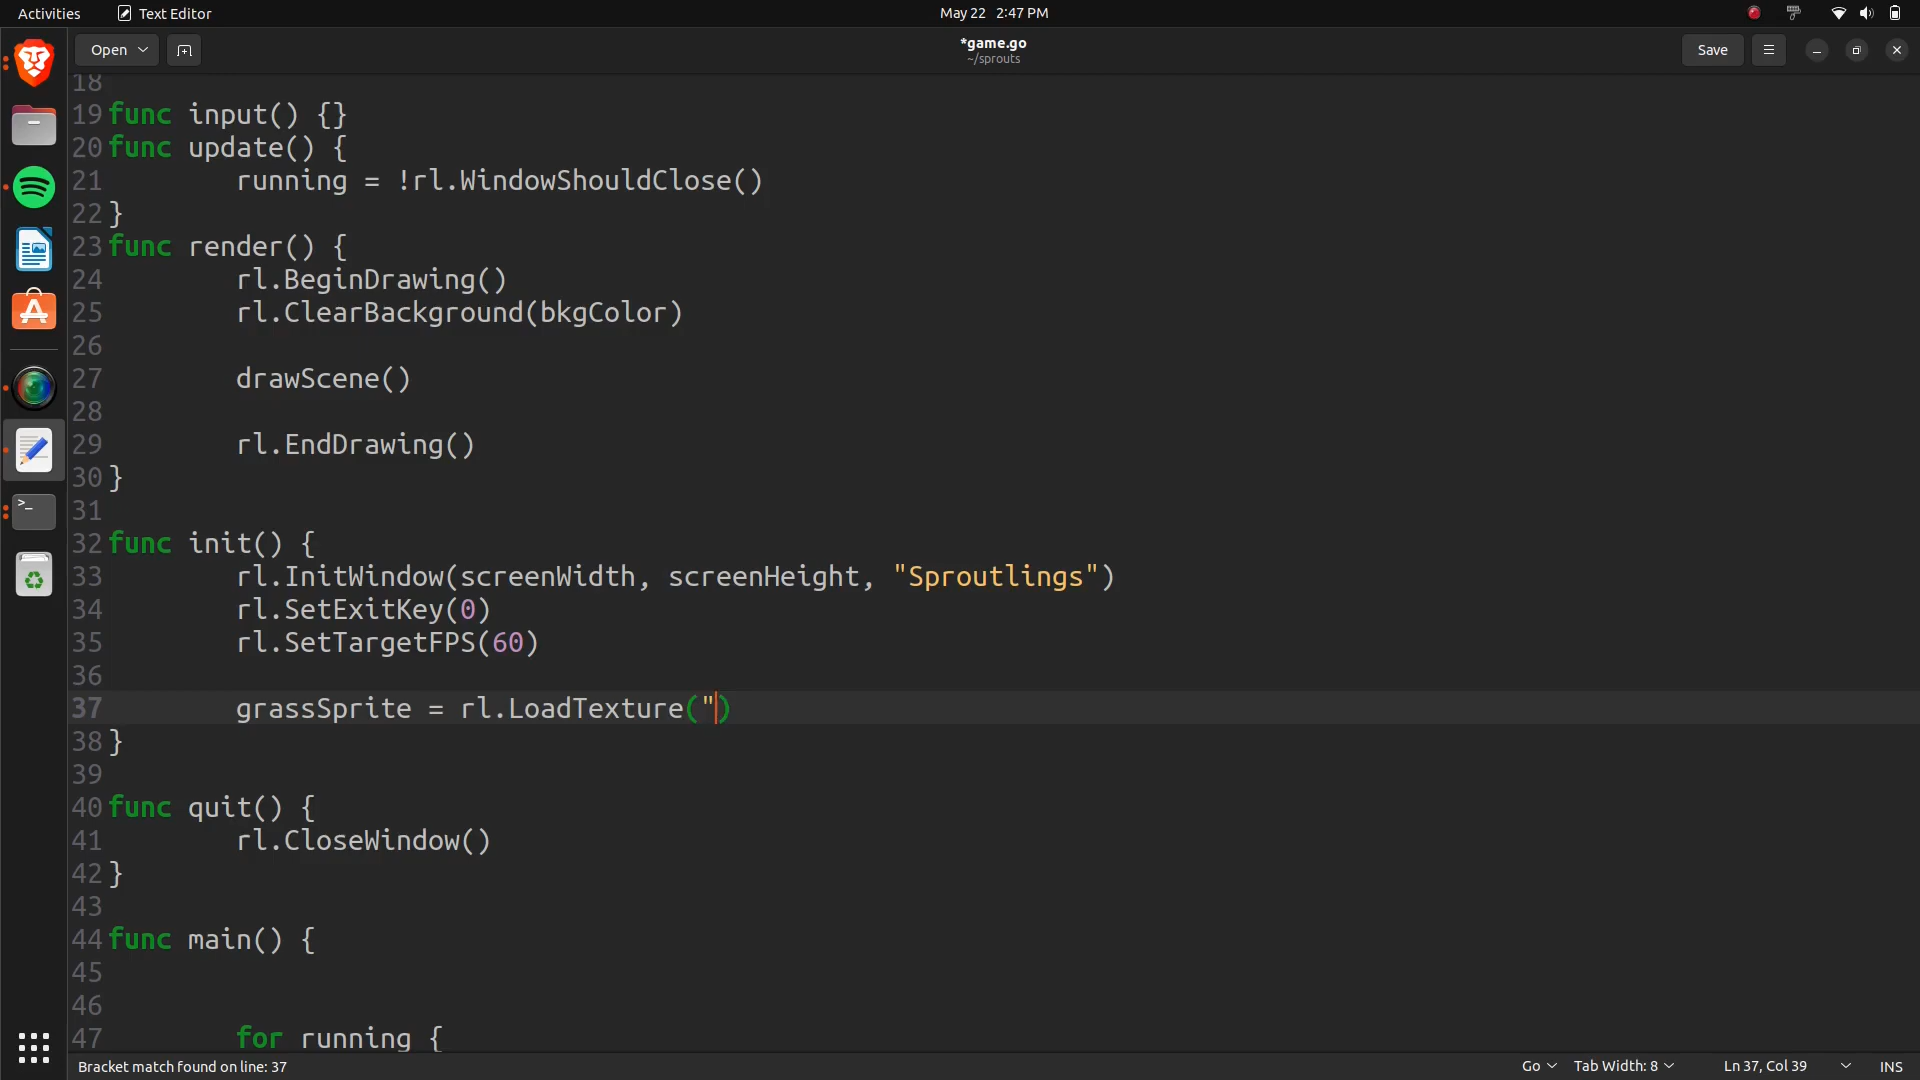 Activities
Text Editor
May 22 2:47 PM
Open
*game.go
~/sprouts
Save
18
19 func input() {}
20 func update() {
21 running = !rl.WindowShouldClose()
22 }
23 func render() {
24 rl.BeginDrawing()
25 rl.ClearBackground(bkgColor)
26
27 drawScene()
28
29 rl.EndDrawing()
30 }
31
32 func init() {
33 rl.InitWindow(screenWidth, screenHeight, "Sproutlings")
34 rl.SetExitKey(0)
35 rl.SetTargetFPS(60)
36
37 grassSprite = rl.LoadTexture(")
38 }
39
40 func quit() {
41 rl.CloseWindow()
42 }
43
44 func main() {
45
46
47 for running {
Bracket match found on line: 37
Go
Tab Width: 8
Ln 37, Col 39
INS